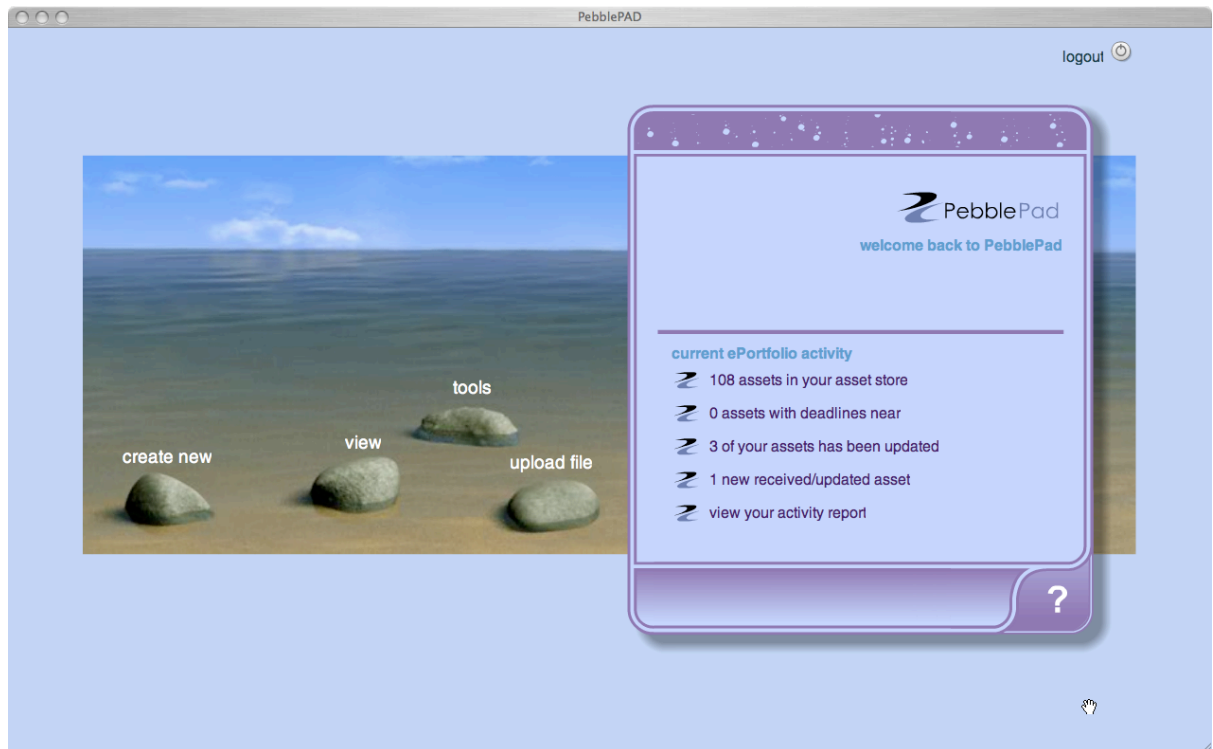 PebblePAD
logout
PebblePad
welcome back to PebblePad
current ePortfolio activity
108 assets in your asset store
0 assets with deadlines near
3 of your assets has been updated
1 new received/updated asset
view your activity report
tools
view
create new
upload file
?